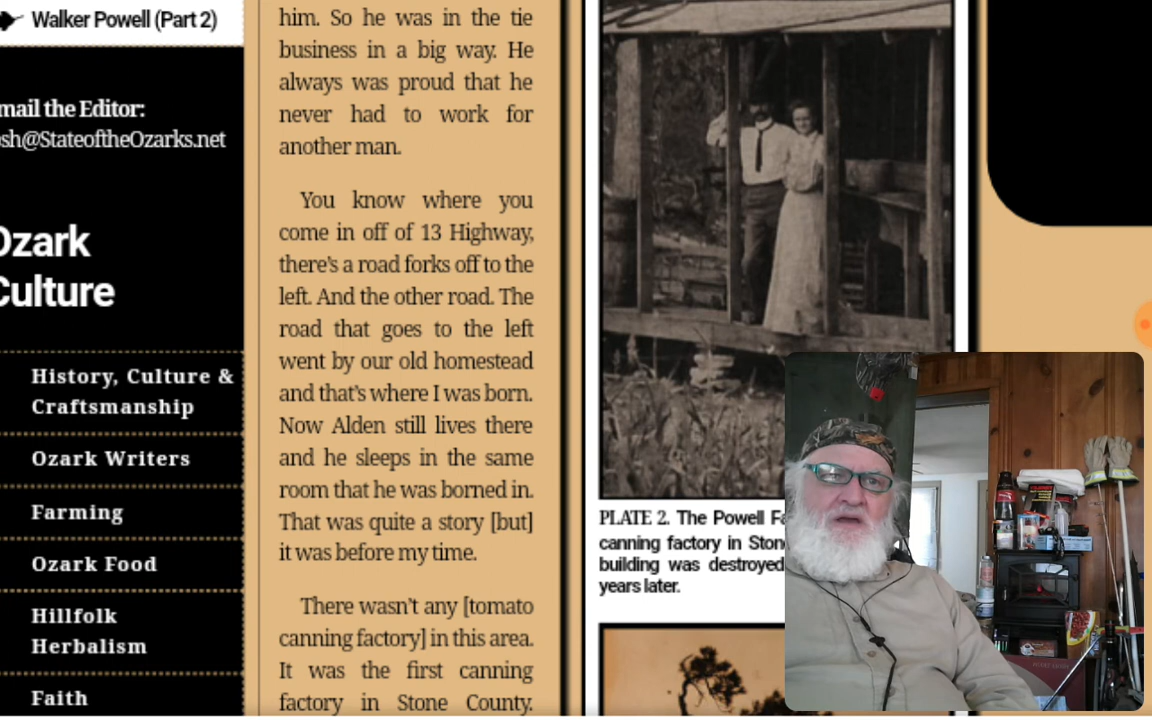 Walker Powell (Part 2)
mail the Editor:
sh@StateoftheOzarks.net
Ozark
Culture
History, Culture &
Craftsmanship
Ozark Writers
Farming
Ozark Food
Hillfolk
Herbalism
Faith
him. So he was in the tie
business in a big way. He
always was proud that he
never had to work for
another man.
You know where you
come in off of 13 Highway,
there's a road forks off to the
left. And the other road. The
road that goes to the left
went by our old homestead
and that's where I was born.
Now Alden still lives there
and he sleeps in the same
room that he was borned in.
That was quite a story [but]
it was before my time.
There wasn't any [tomato
canning factory] in this area.
It was the first canning
factory in Stone County.
PLATE 2. The Powell Fa
canning factory in Ston
building was destroyed
years later.